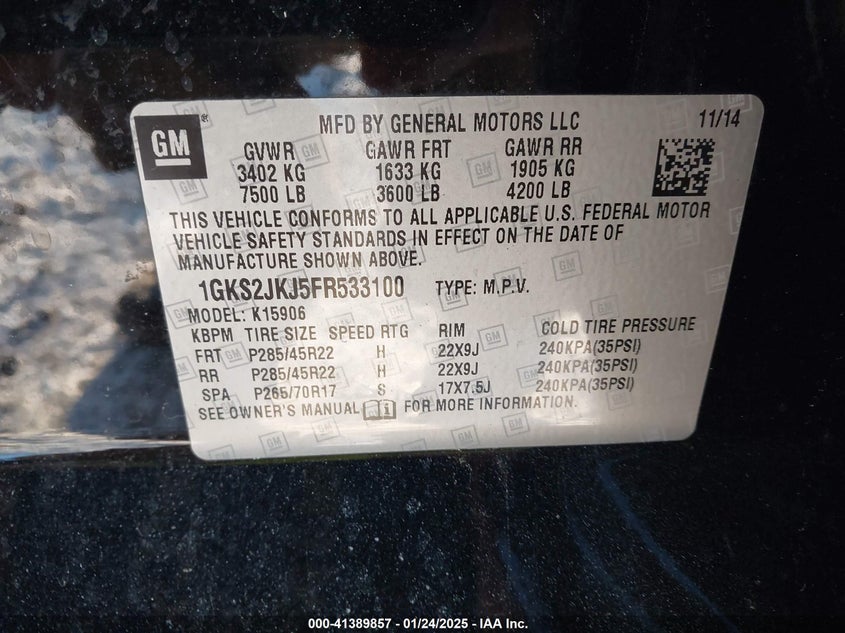 GM
®
MFD BY GENERAL MOTORS LLC 11/14
GVWR GAWR FRT GAWR RR
3402 KG 1633 KG 1905 KG
7500 LB 3600 LB 4200 LB
THIS VEHICLE CONFORMS TO ALL APPLICABLE U.S. FEDERAL MOTOR
VEHICLE SAFETY STANDARDS IN EFFECT ON THE DATE OF
MANUFACTURE SHOWN ABOVE.
1GKS2JKJ5FR533100 TYPE: M.P.V.
MODEL: K15906
KBPM TIRE SIZE SPEED RTG RIM COLD TIRE PRESSURE
FRT P285/45R22 H 22X9J 240KPA(35PSI)
RR P285/45R22 H 22X9J 240KPA(35PSI)
SPA P265/70R17 S 17X7.5J 240KPA(35PSI)
SEE OWNER'S MANUAL FOR MORE INFORMATION.
000-41389857 - 01/24/2025 - IAA Inc.